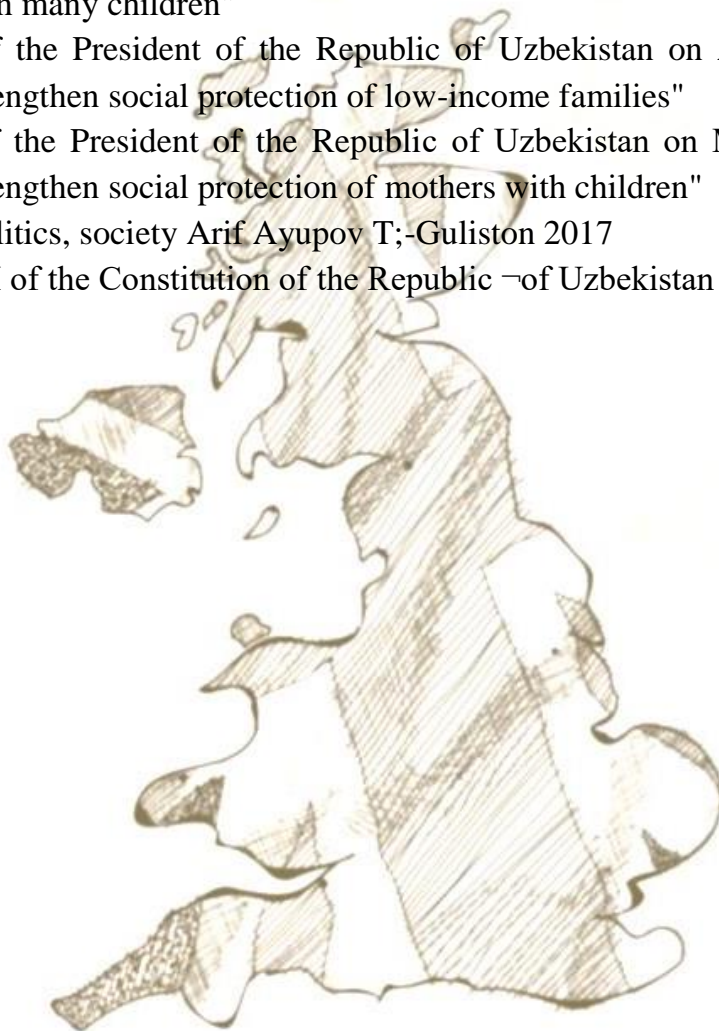 many children"
the President of the Republic of Uzbekistan on
engthen social protection of low-income families"
the President of the Republic of Uzbekistan on
engthen social protection of mothers with children"
litics, society Arif Ayupov T;-Guliston 2017
of the Constitution of the Republic ¬of Uzbekistan